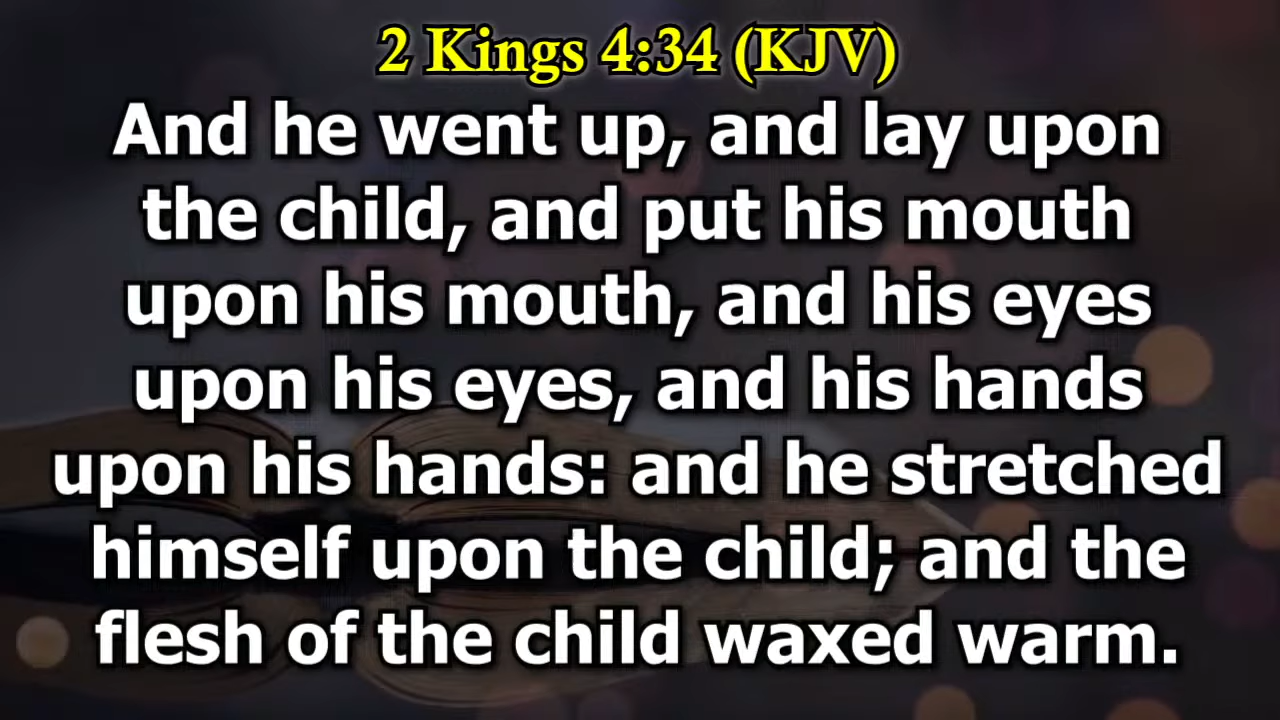 2 Kings 4:34 (KJV)
And he went up, and lay upon
the child, and put his mouth
upon his mouth, and his eyes
upon his eyes, and his hands
upon his hands: and he stretched
himself upon the child; and the
flesh of the child waxed warm.